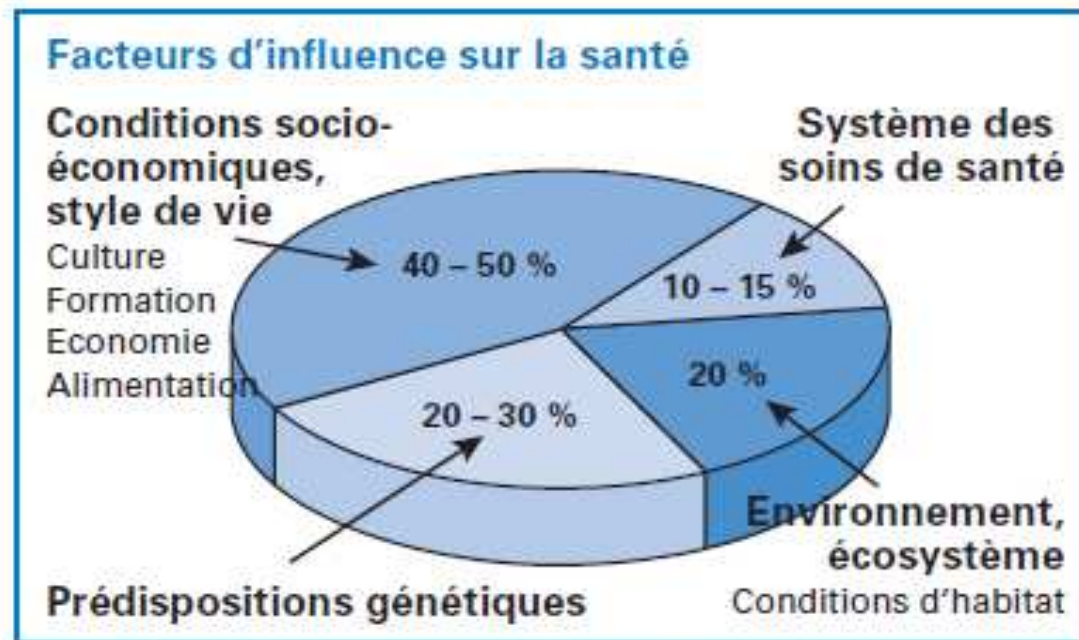 Facteurs d'influence sur la santé
Conditions socio-
économiques,
style de vie
Culture
Formation
Economie
Alimentation
40 – 50 %
Système des
soins de santé
10 – 15 %
20 %
20 – 30 %
Environnement,
écosystème
Conditions d'habitat
Prédispositions génétiques